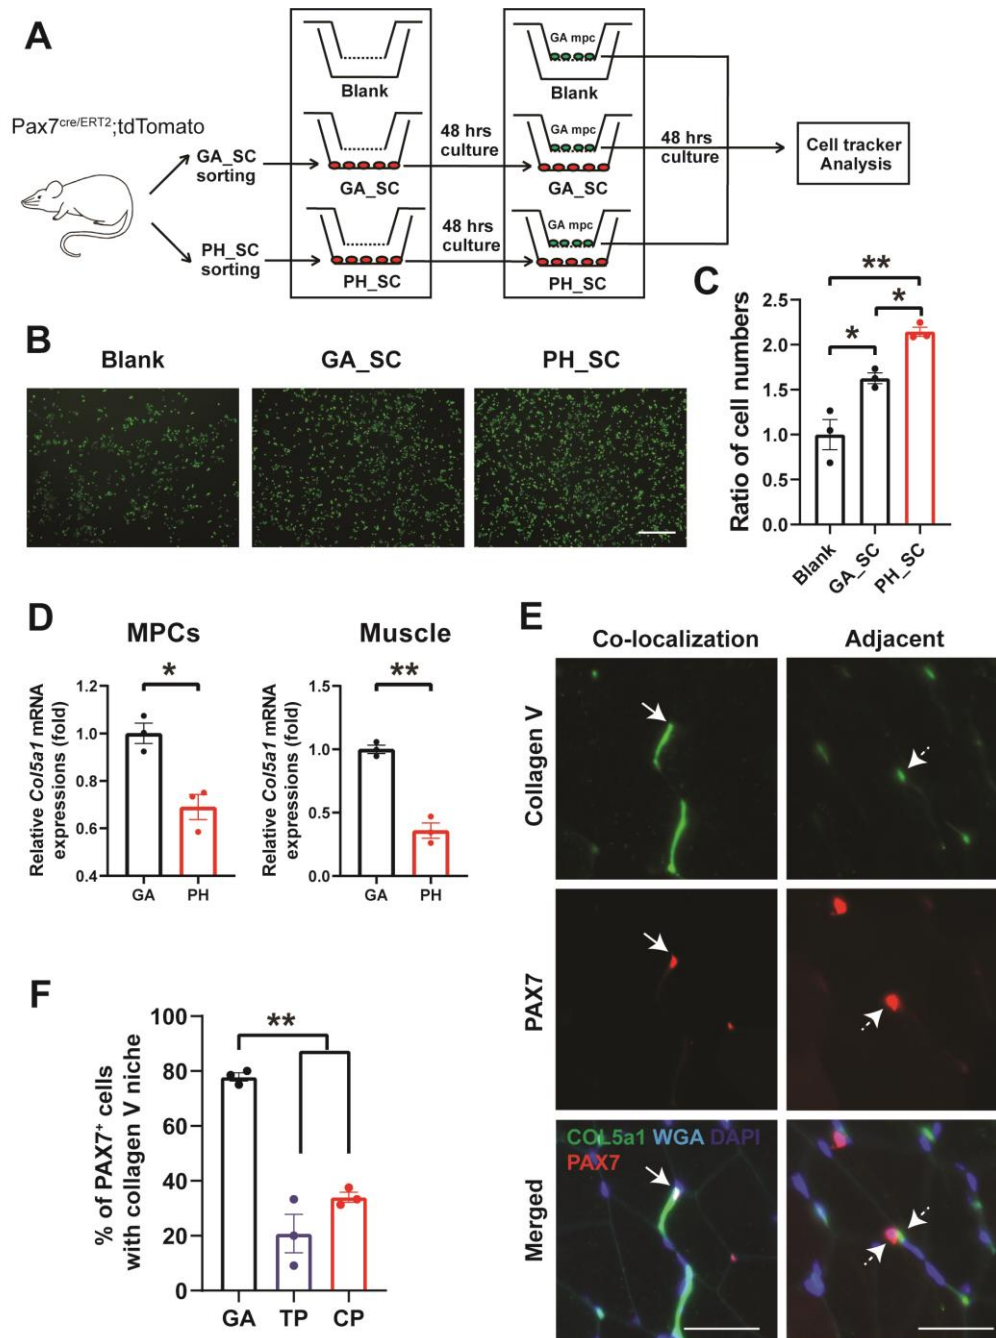 A
Pax7cre/ERT2;tdTomato
GA_SC
sorting
PH_SC
sorting
Blank
GA_SC
PH_SC
48 hrs
culture
48 hrs
culture
GA mpc
Blank
GA mpc
GA_SC
GA mpc
PH_SC
48 hrs
culture
Cell tracker
Analysis
B
Blank
GA_SC
PH_SC
C
Ratio of cell numbers
2.5
2.0
1.5
1.0
0.5
0.0
*
**
*
Blank
GA_SC
PH_SC
D
MPCs
Relative Col5a1 mRNA
expressions (fold)
1.2
1.0
0.8
0.6
0.4
*
GA
PH
Muscle
Relative Col5a1 mRNA
expressions (fold)
1.5
1.0
0.5
0.0
**
GA
PH
E
Co-localization
Adjacent
Collagen V
PAX7
Merged
COL5a1 WGA DAPI
PAX7
F
% of PAX7+ cells
with collagen V niche
100
80
60
40
20
0
**
GA
TP
CP